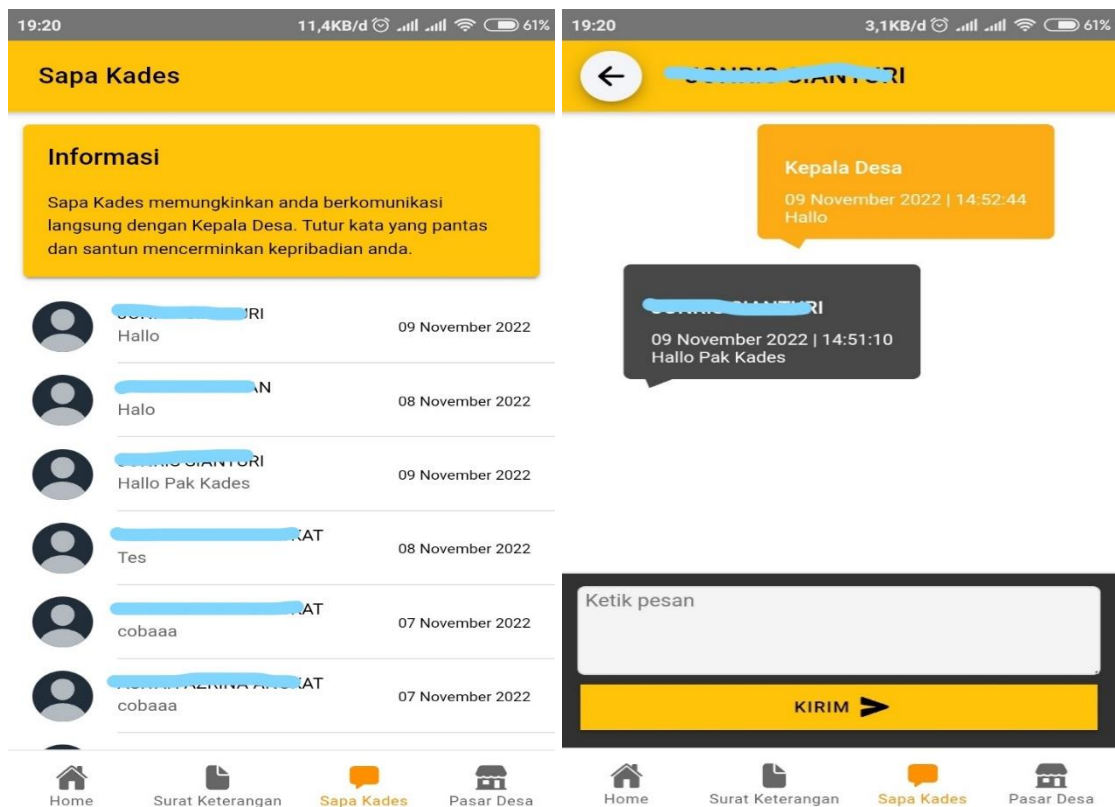 19:20
11,4KB/d
61%
Sapa Kades
Informasi
Sapa Kades memungkinkan anda berkomunikasi
langsung dengan Kepala Desa. Tutur kata yang pantas
dan santun mencerminkan kepribadian anda.
Hallo
09 November 2022
Halo
08 November 2022
Hallo Pak Kades
09 November 2022
Tes
08 November 2022
cobaaa
07 November 2022
cobaaa
07 November 2022
Home
Surat Keterangan
Sapa Kades
Pasar Desa
19:20
3,1KB/d
61%
Kepala Desa
09 November 2022 | 14:52:44
Hallo
09 November 2022 | 14:51:10
Hallo Pak Kades
Ketik pesan
KIRIM
Home
Surat Keterangan
Sapa Kades
Pasar Desa